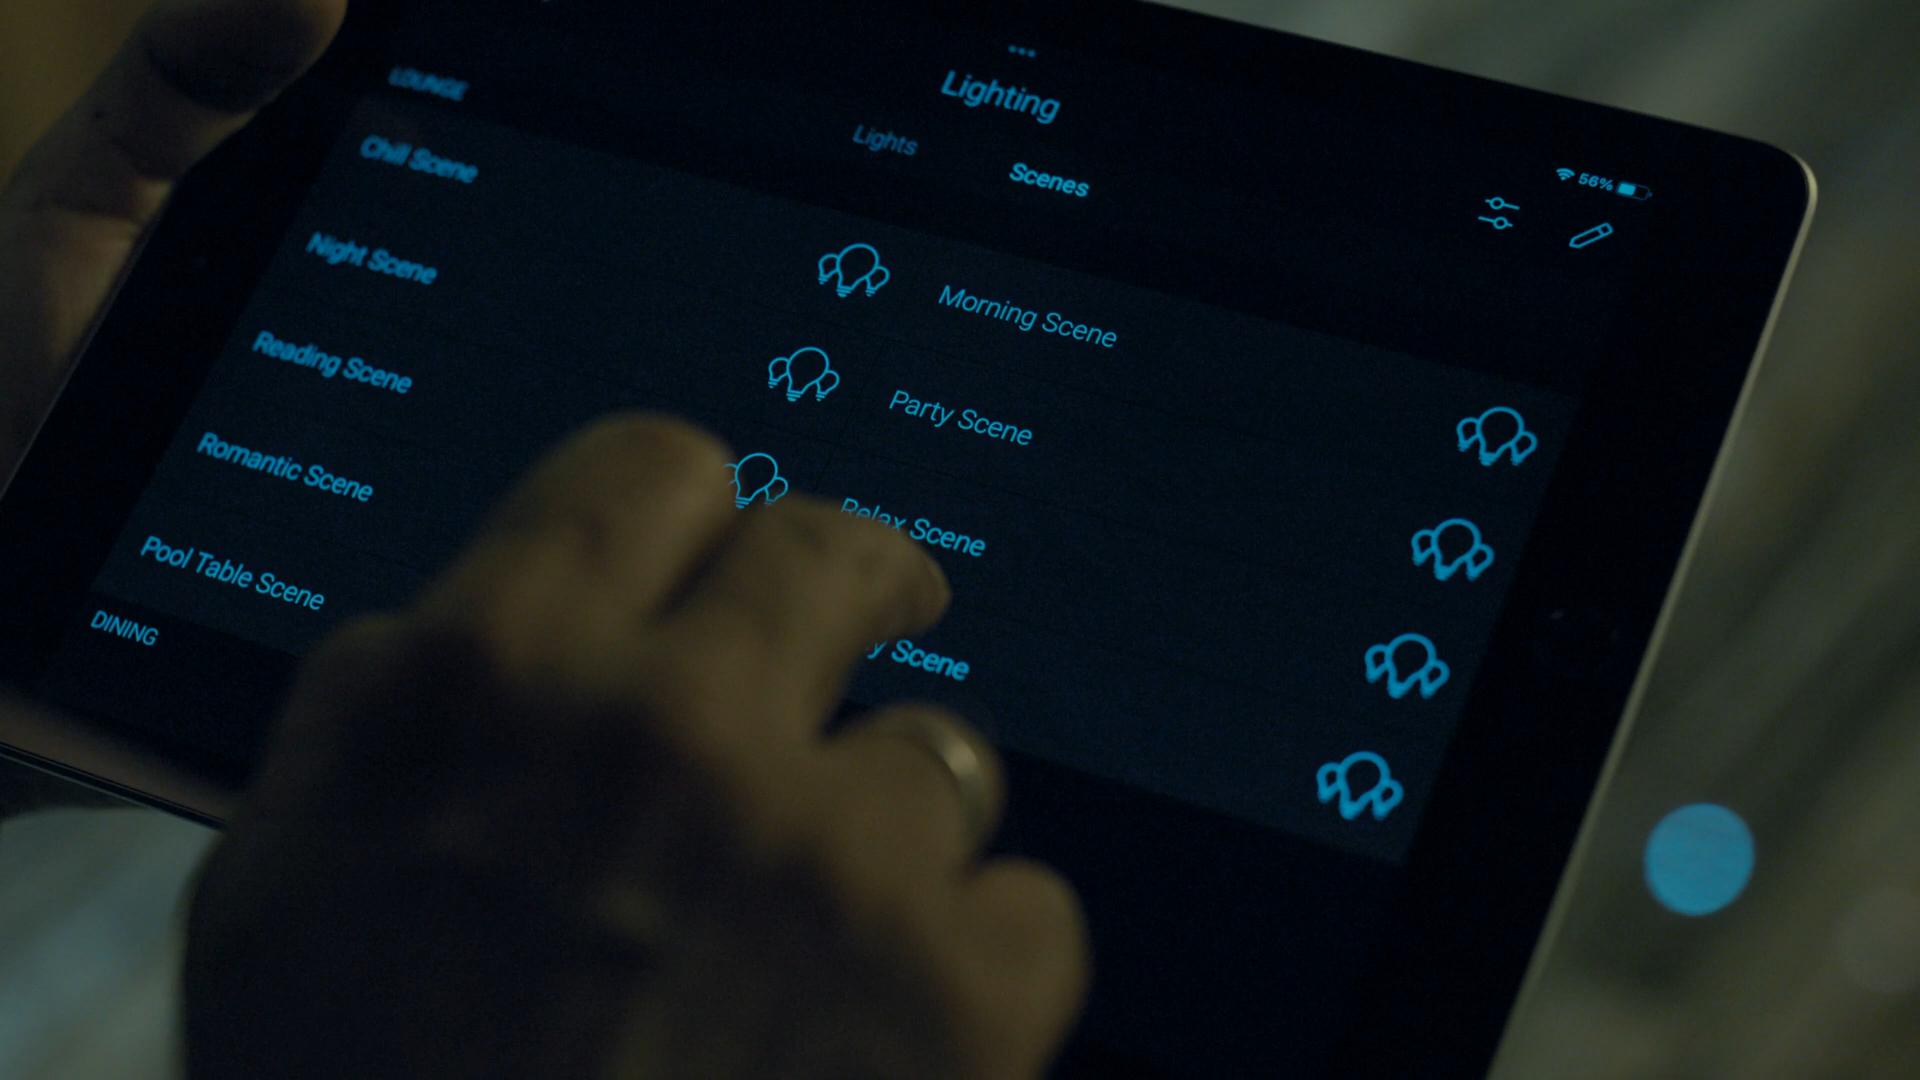 Lighting
56%
Lights
Scenes
LOUNGE
Chill Scene
Morning Scene
Night Scene
Party Scene
Reading Scene
Relax Scene
Romantic Scene
y Scene
Pool Table Scene
DINING